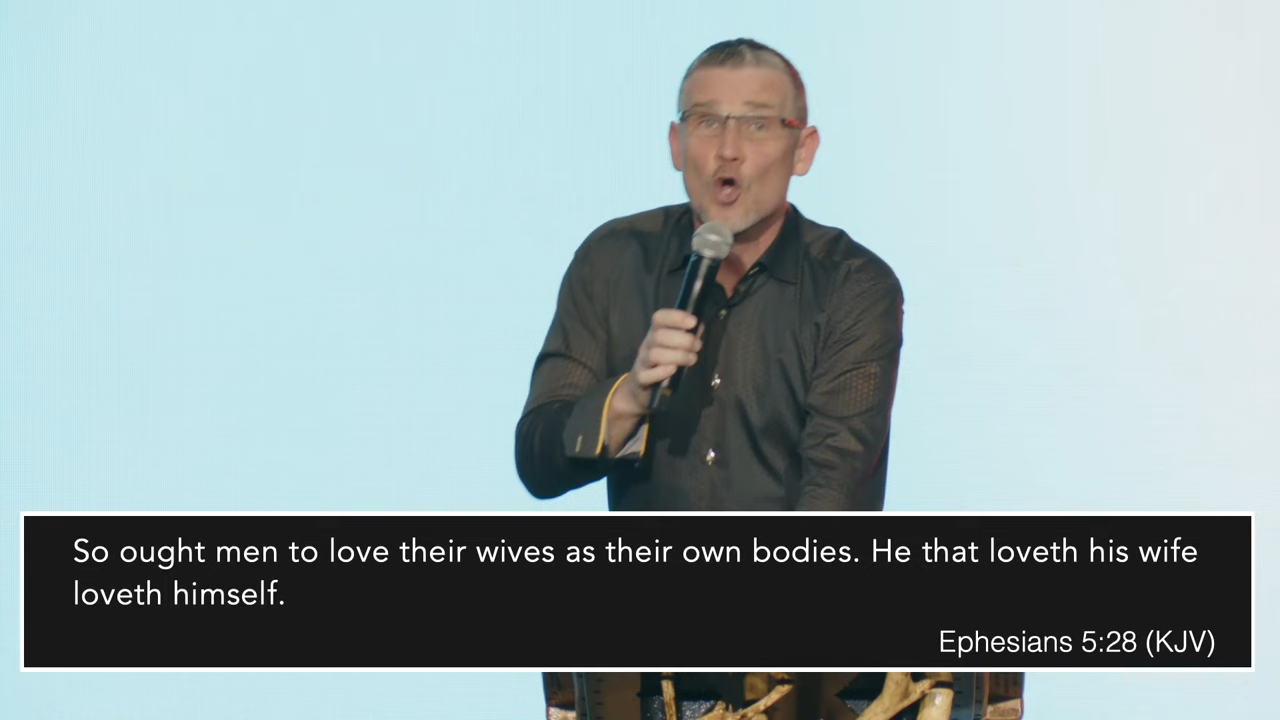 So ought men to love their wives as their own bodies. He that loveth his wife
loveth himself.
Ephesians 5:28 (KJV)